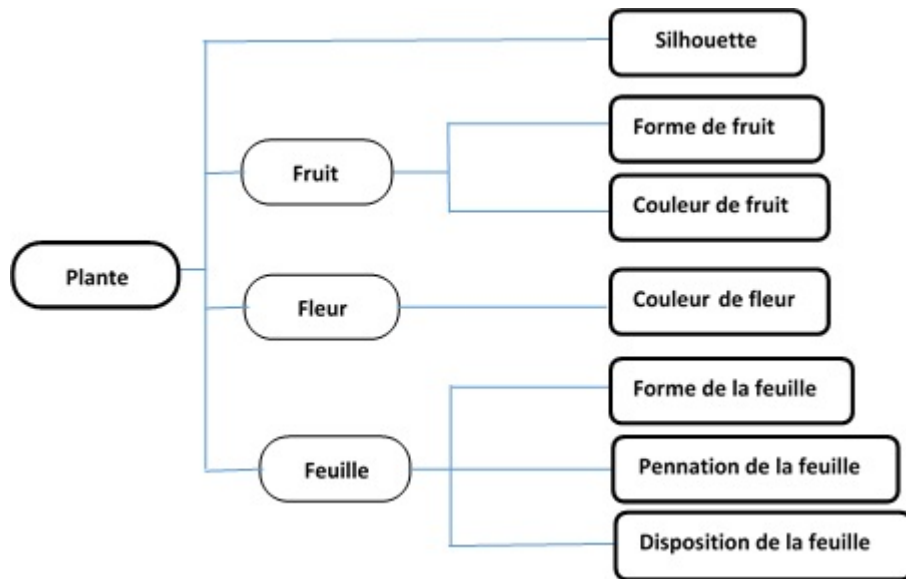 Silhouette
Forme de fruit
Fruit
Couleur de fruit
Plante
Couleur de fleur
Fleur
Forme de la feuille
Feuille
Pennation de la feuille
Disposition de la feuille